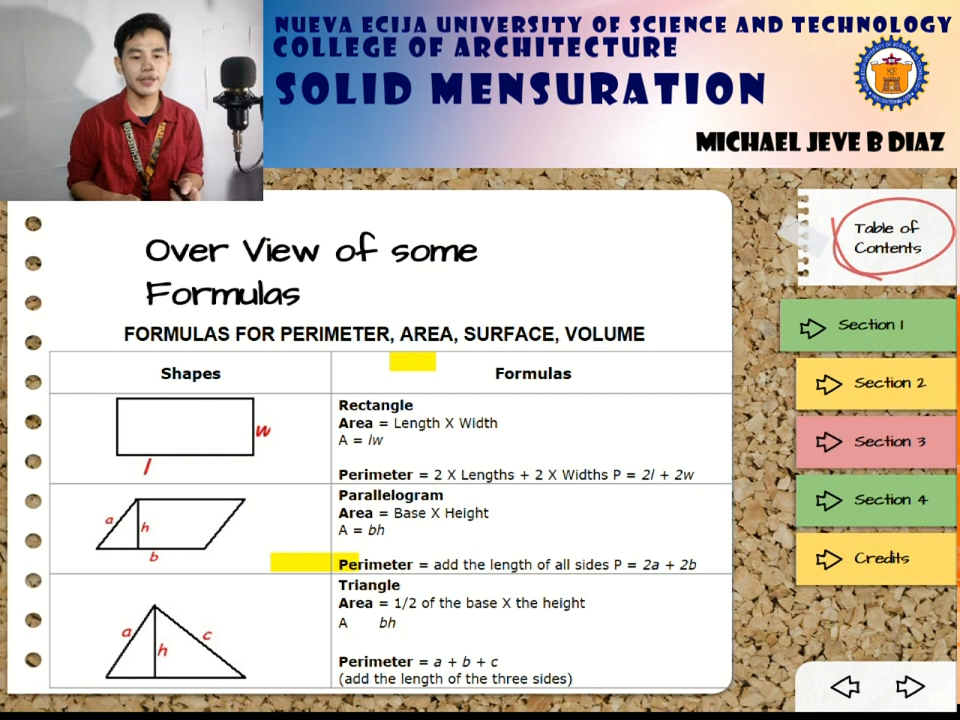 NUEVA ECIJA UNIVERSITY OF SCIENCE AND TECHNOLOGY
COLLEGE OF ARCHITECTURE
SOLID MENSURATION
MICHAEL JEVE B DIAZ
Over View of some
Formulas
FORMULAS FOR PERIMETER, AREA, SURFACE, VOLUME
Shapes
Formulas
w
l
Rectangle
Area = Length X Width
A = lw
Perimeter = 2 X Lengths + 2 X Widths P = 2l + 2w
a
h
b
Parallelogram
Area = Base X Height
A = bh
Perimeter = add the length of all sides P = 2a + 2b
a
c
h
Triangle
Area = 1/2 of the base X the height
A bh
Perimeter = a + b + c
(add the length of the three sides)
Table of
Contents
Section 1
Section 2
Section 3
Section 4
Credits